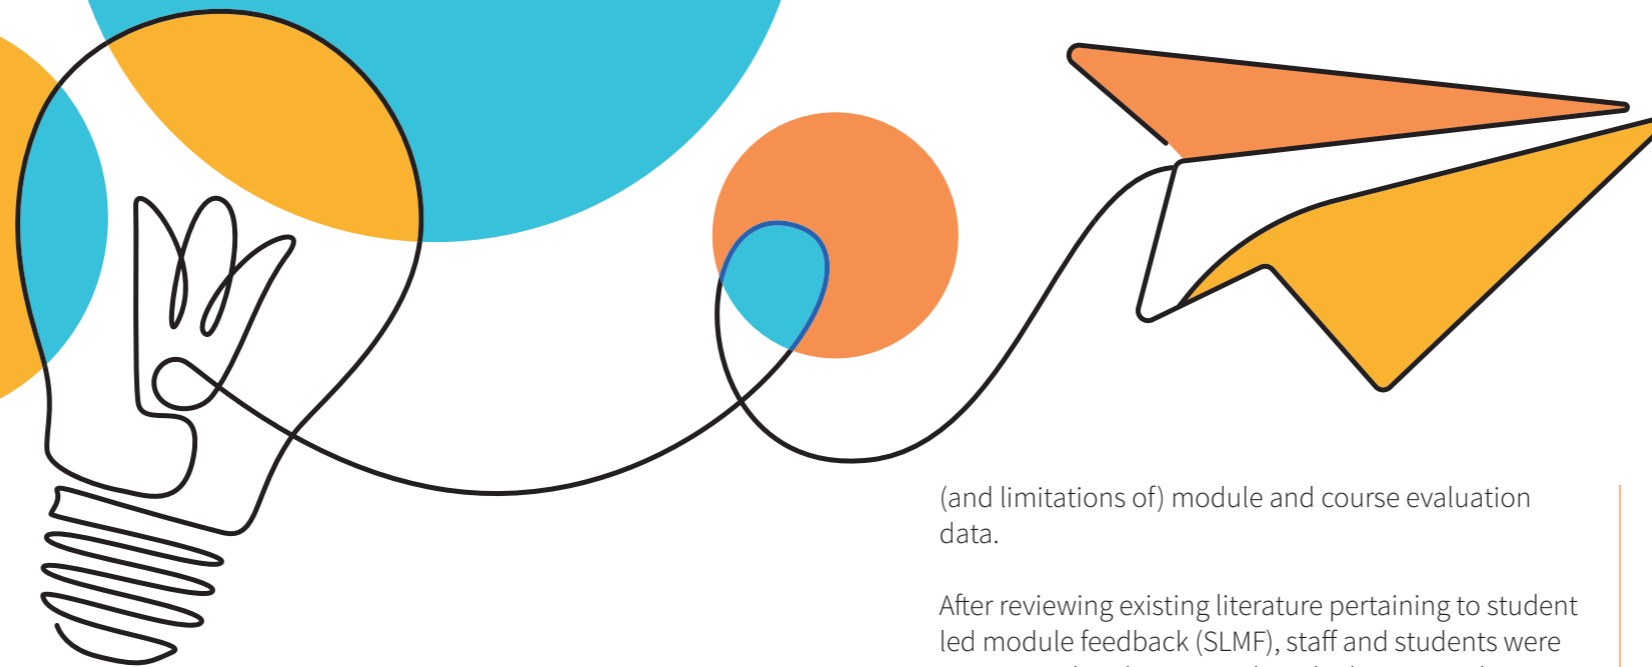 (and limitations of) module and course evaluation
data.
After reviewing existing literature pertaining to student
led module feedback (SLMF), staff and students were